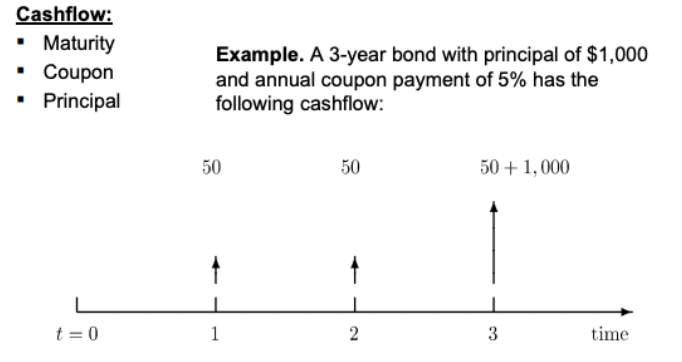 Cashflow:
▪ Maturity
▪ Coupon
▪ Principal
Example. A 3-year bond with principal of $1,000
and annual coupon payment of 5% has the
following cashflow:
50 50 50 + 1,000
t = 0 1 2 3 time